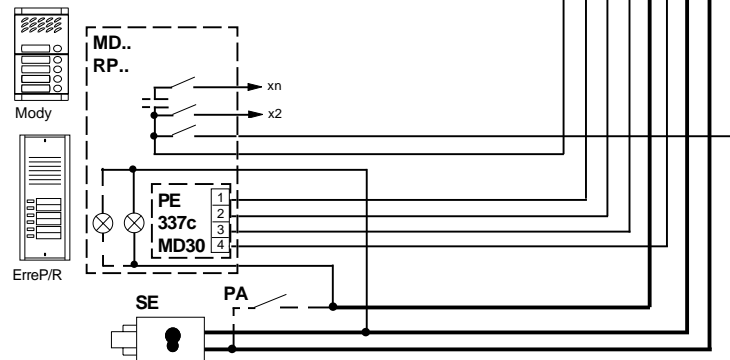 MD..
RP..
xn
Mody
x2
PE
337c
MD30
1
2
3
4
ErreP/R
PA
SE